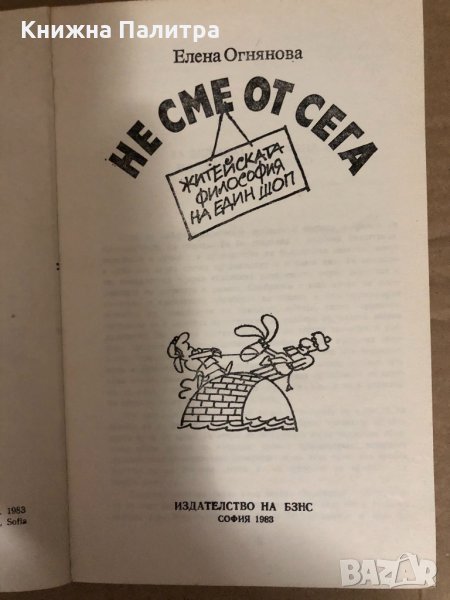 Книжна Палитра
Елена Огнянова
НЕ СМЕ ОТ СЕГА
ЖИТЕЙСКАТА
ФИЛОСОФИЯ
НА ЕДИН ШОП
ИЗДАТЕЛСТВО НА БЗНС
СОФИЯ 1983
1983
, Sofia
BAZAR